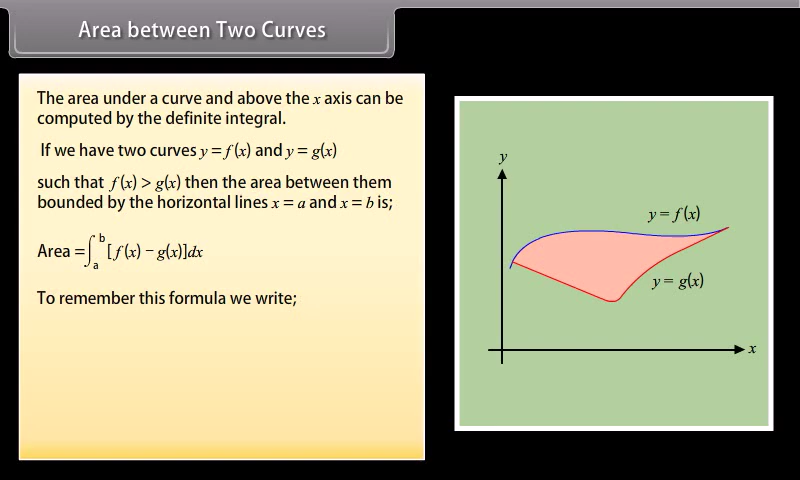 Area between Two Curves
The area under a curve and above the x axis can be
computed by the definite integral.
If we have two curves y = f (x) and y = g(x)
such that f (x) > g(x) then the area between them
bounded by the horizontal lines x = a and x = b is;
Area = ∫ₐᵇ [ f (x) − g(x)]dx
To remember this formula we write;
y
y = f (x)
y = g(x)
x